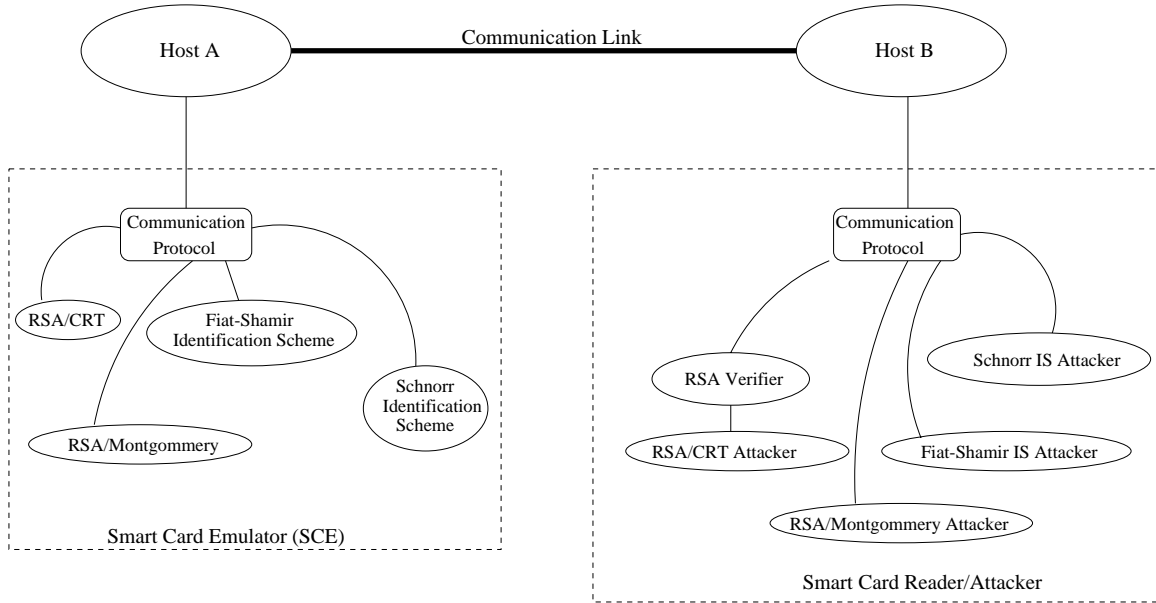 Host A
Communication Link
Host B
Communication
Protocol
RSA/CRT
Fiat-Shamir
Identification Scheme
Schnorr
Identification
Scheme
RSA/Montgommery
Smart Card Emulator (SCE)
Communication
Protocol
Schnorr IS Attacker
RSA Verifier
RSA/CRT Attacker
Fiat-Shamir IS Attacker
RSA/Montgommery Attacker
Smart Card Reader/Attacker